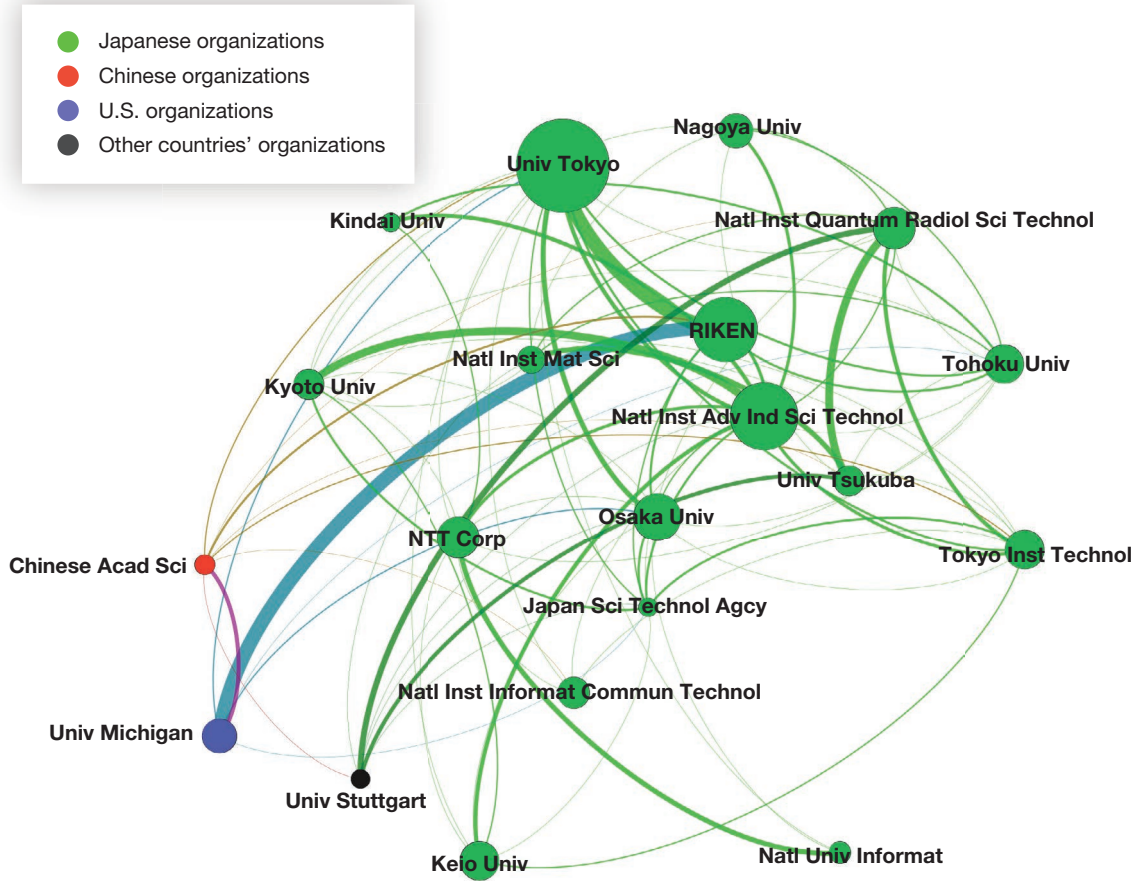 Japanese organizations
Chinese organizations
U.S. organizations
Other countries’ organizations
Nagoya Univ
Univ Tokyo
Kindai Univ
Natl Inst Quantum Radiol Sci Technol
RIKEN
Natl Inst Mat Sci
Tohoku Univ
Kyoto Univ
Natl Inst Adv Ind Sci Technol
Univ Tsukuba
Osaka Univ
NTT Corp
Tokyo Inst Technol
Chinese Acad Sci
Japan Sci Technol Agcy
Natl Inst Informat Commun Technol
Univ Michigan
Univ Stuttgart
Natl Univ Informat
Keio Univ